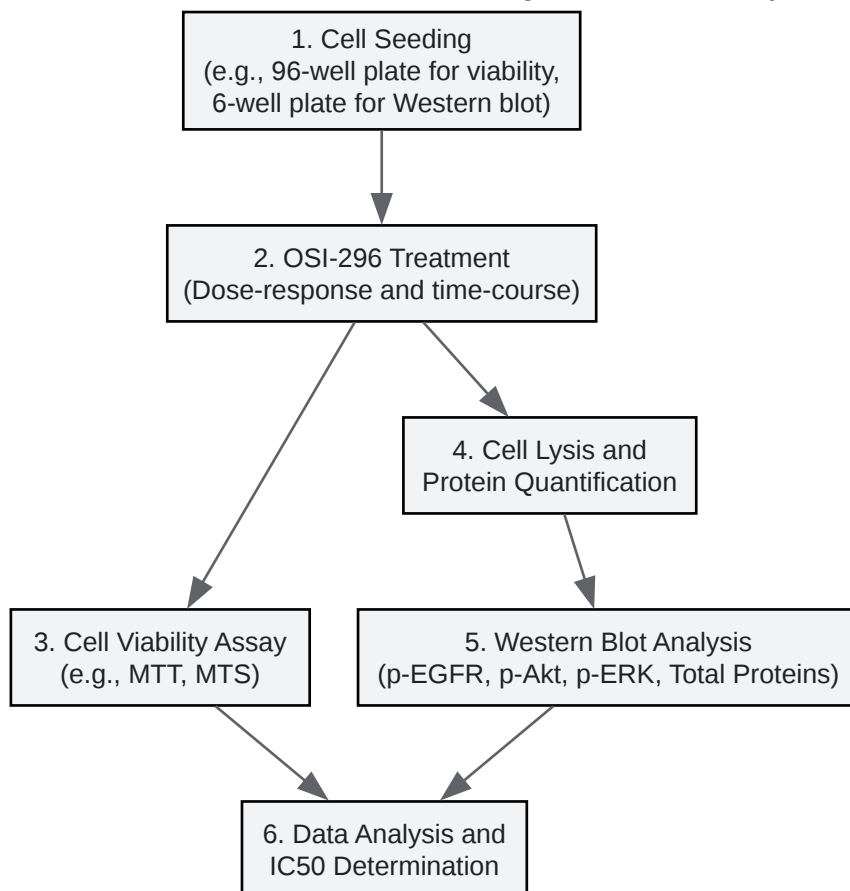 1. Cell Seeding
(e.g., 96-well plate for viability,
6-well plate for Western blot)
2. OSI-296 Treatment
(Dose-response and time-course)
4. Cell Lysis and
Protein Quantification
3. Cell Viability Assay
(e.g., MTT, MTS)
5. Western Blot Analysis
(p-EGFR, p-Akt, p-ERK, Total Proteins)
6. Data Analysis and
IC50 Determination